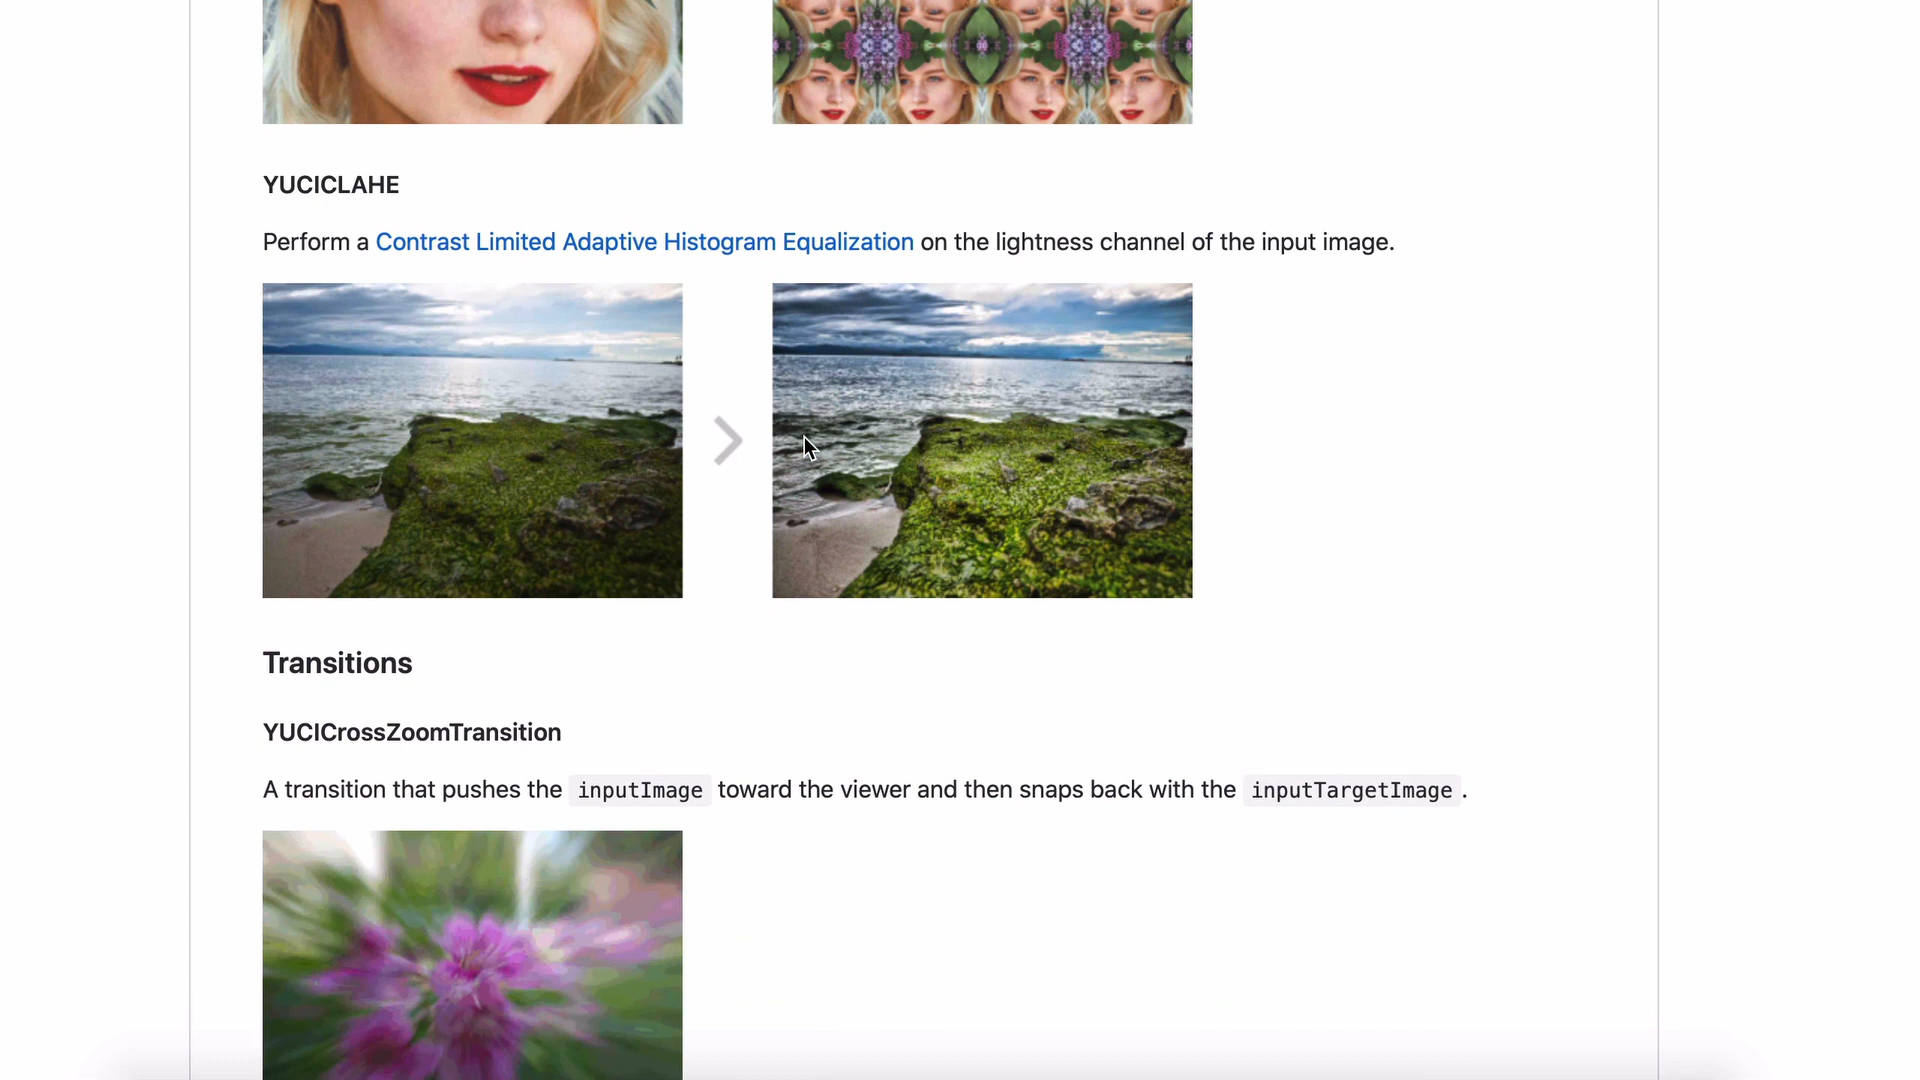 YUCICLAHE
Perform a Contrast Limited Adaptive Histogram Equalization on the lightness channel of the input image.
Transitions
YUCICrossZoomTransition
A transition that pushes the inputImage toward the viewer and then snaps back with the inputTargetImage.